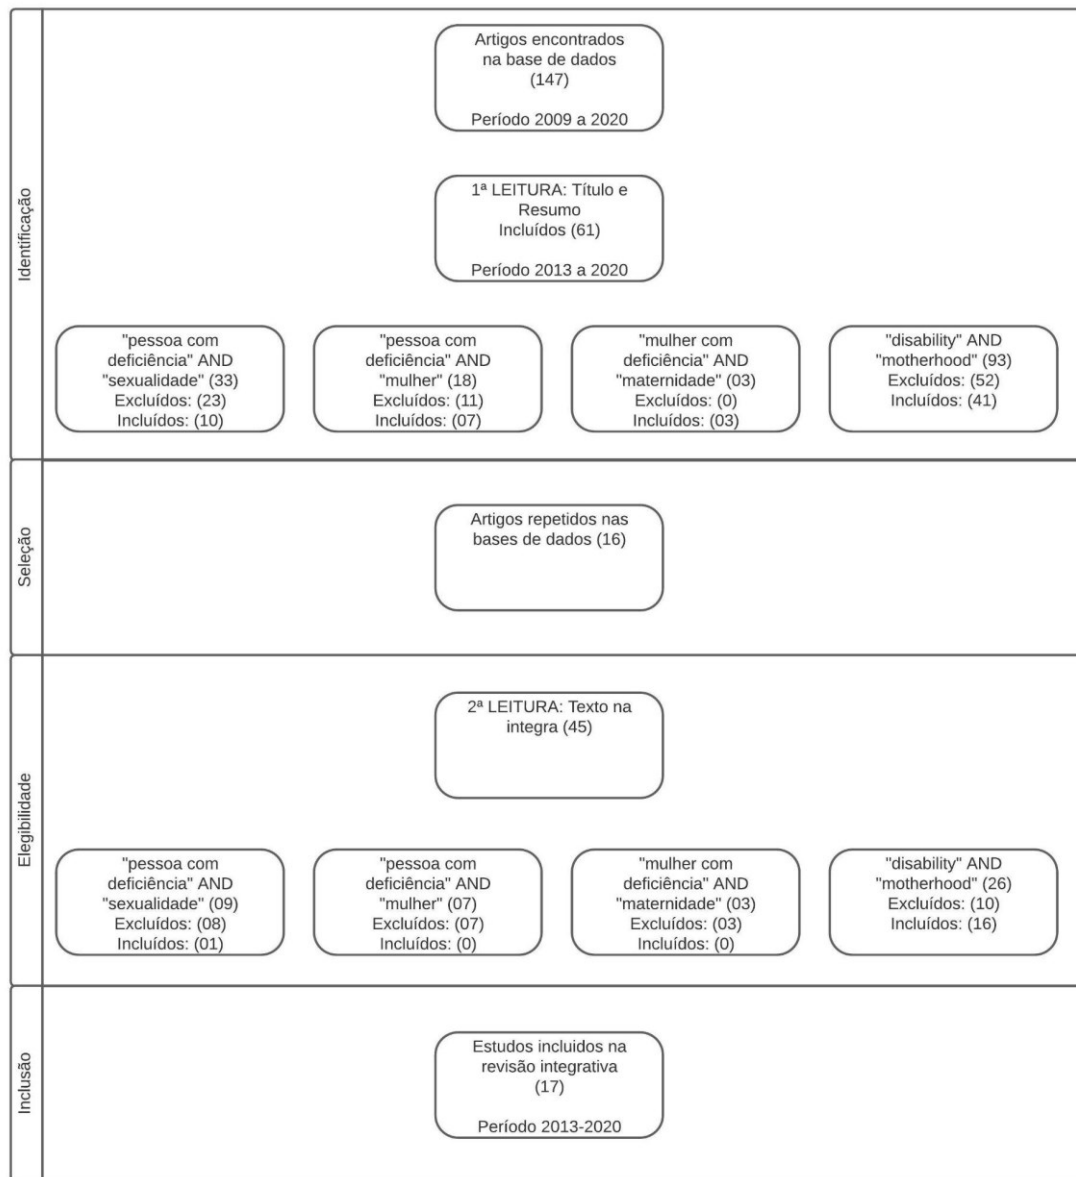 Identificação
Artigos encontrados
na base de dados
(147)
Período 2009 a 2020
1ª LEITURA: Título e
Resumo
Incluídos (61)
Período 2013 a 2020
"pessoa com
deficiência" AND
"sexualidade" (33)
Excluídos: (23)
Incluídos: (10)
"pessoa com
deficiência" AND
"mulher" (18)
Excluídos: (11)
Incluídos: (07)
"mulher com
deficiência" AND
"maternidade" (03)
Excluídos: (0)
Incluídos: (03)
"disability" AND
"motherhood" (93)
Excluídos: (52)
Incluídos: (41)
Seleção
Artigos repetidos nas
bases de dados (16)
Elegibilidade
2ª LEITURA: Texto na
integra (45)
"pessoa com
deficiência" AND
"sexualidade" (09)
Excluídos: (08)
Incluídos: (01)
"pessoa com
deficiência" AND
"mulher" (07)
Excluídos: (07)
Incluídos: (0)
"mulher com
deficiência" AND
"maternidade" (03)
Excluídos: (03)
Incluídos: (0)
"disability" AND
"motherhood" (26)
Excluídos: (10)
Incluídos: (16)
Inclusão
Estudos incluidos na
revisão integrativa
(17)
Período 2013-2020